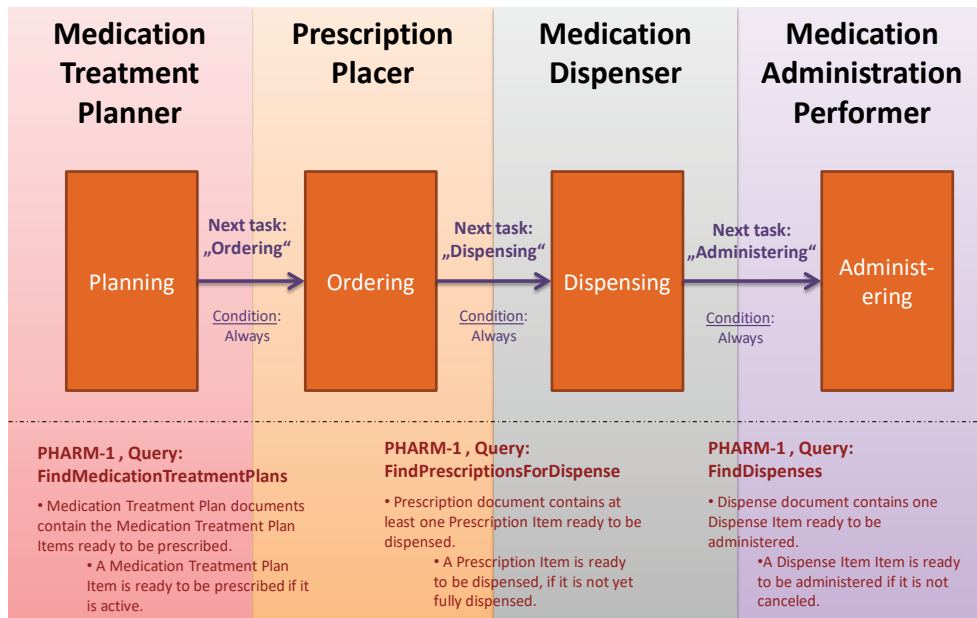 Medication
Treatment
Planner
Prescription
Placer
Medication
Dispenser
Medication
Administration
Performer
Planning
Next task:
„Ordering“
Condition:
Always
Ordering
Next task:
„Dispensing“
Condition:
Always
Dispensing
Next task:
„Administering“
Condition:
Always
Administ-
ering
PHARM-1 , Query:
FindMedicationTreatmentPlans
• Medication Treatment Plan documents
contain the Medication Treatment Plan
Items ready to be prescribed.
• A Medication Treatment Plan
Item is ready to be prescribed if it
is active.
PHARM-1 , Query:
FindPrescriptionsForDispense
• Prescription document contains at
least one Prescription Item ready to be
dispensed.
• A Prescription Item is ready
to be dispensed, if it is not yet
fully dispensed.
PHARM-1 , Query:
FindDispenses
• Dispense document contains one
Dispense Item ready to be
administered.
• A Dispense Item Item is ready
to be administered if it is not
canceled.